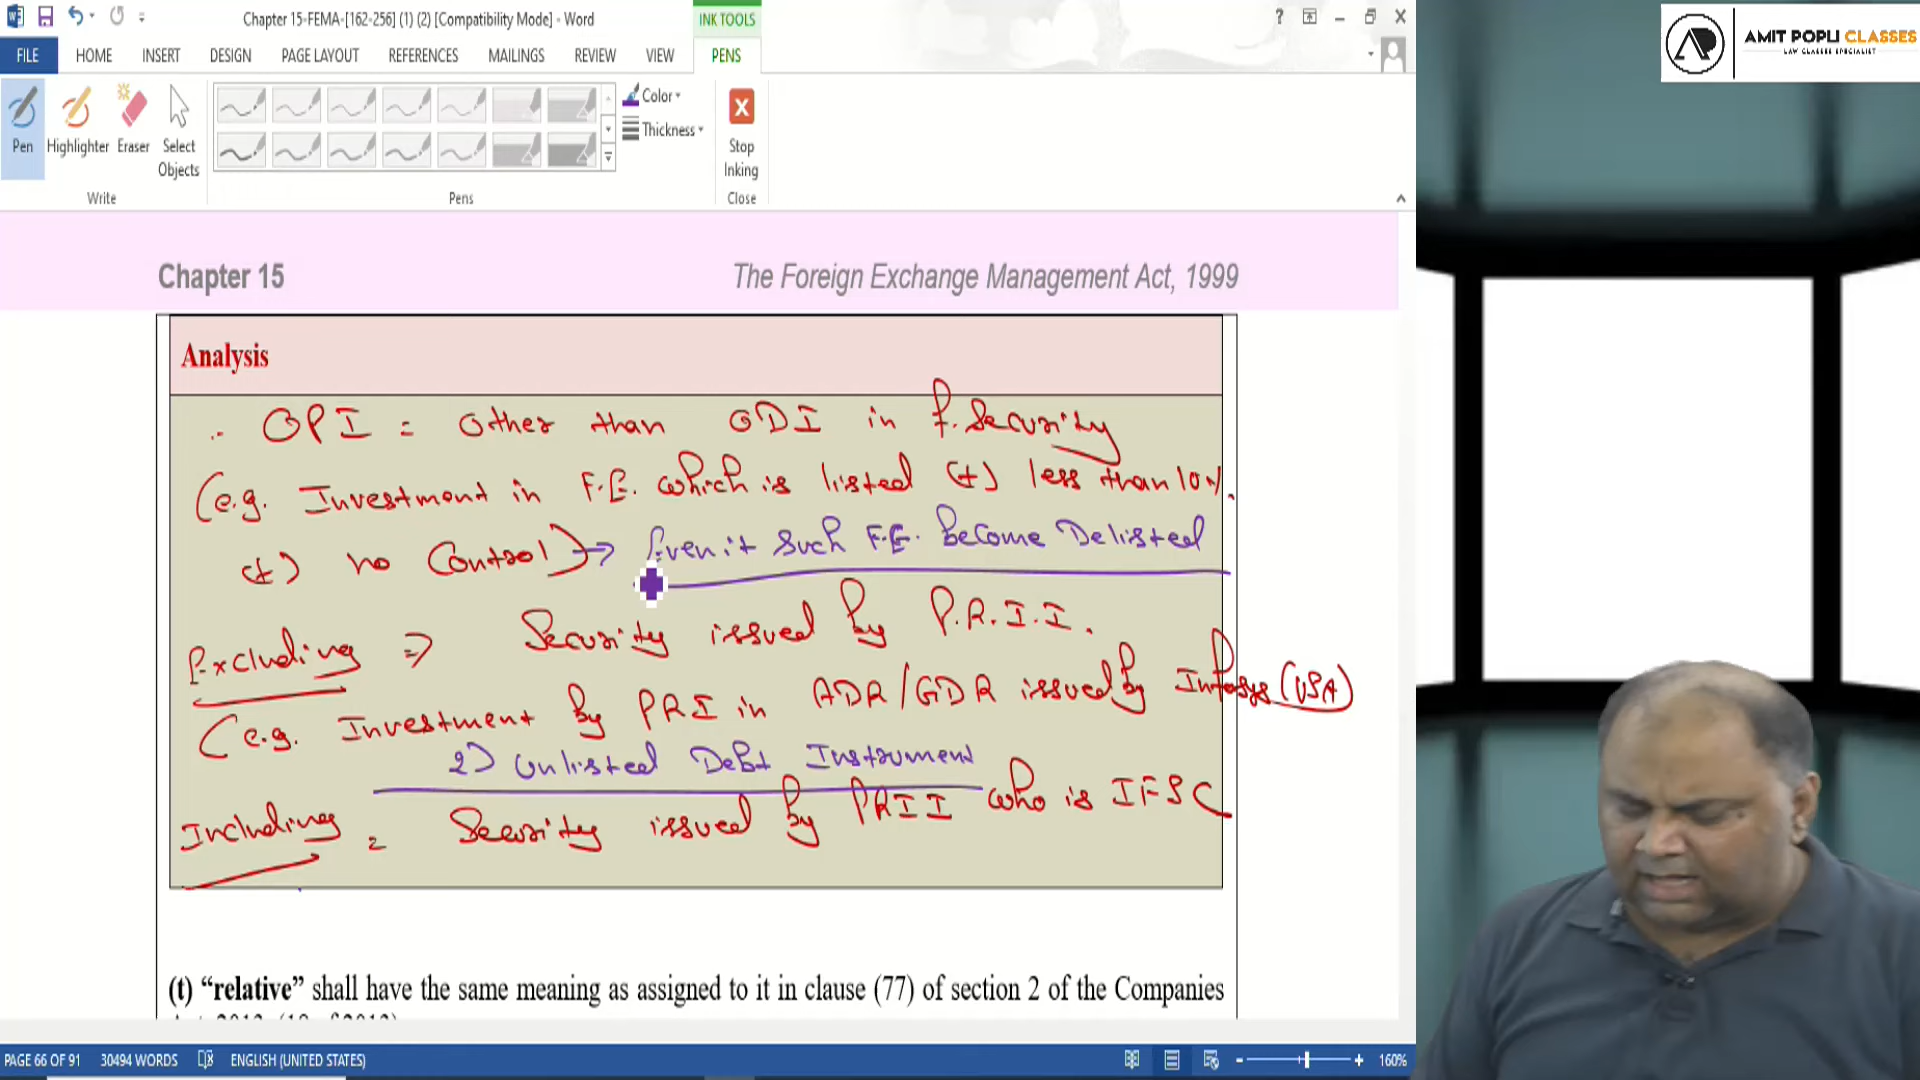 Chapter 15-FEMA-[162-256] (1) (2) [Compatibility Mode] - Word
INK TOOLS
FILE HOME INSERT DESIGN PAGE LAYOUT REFERENCES MAILINGS REVIEW VIEW PENS
Pen Highlighter Eraser Select Objects
Color
Thickness
Stop Inking
Write Pens Close
AMIT POPLI CLASSES
LAW CLASSES SPECIALIST
Chapter 15 The Foreign Exchange Management Act, 1999
Analysis
∴ OPI = Other than ODI in f. Security
(e.g. Investment in F.E. which is listed (+) less than 10%.
(+) no Control) → Even if such F.E. become Delisted
Excluding ⇒ Security issued by P.R.I.I.
(e.g. Investment by PRI in ADR/GDR issued by Infosys (USA)
2) Unlisted Debt Instrument
Including = Security issued by PRII who is IFSC
(t) “relative” shall have the same meaning as assigned to it in clause (77) of section 2 of the Companies
PAGE 66 OF 91 30494 WORDS ENGLISH (UNITED STATES) 160%